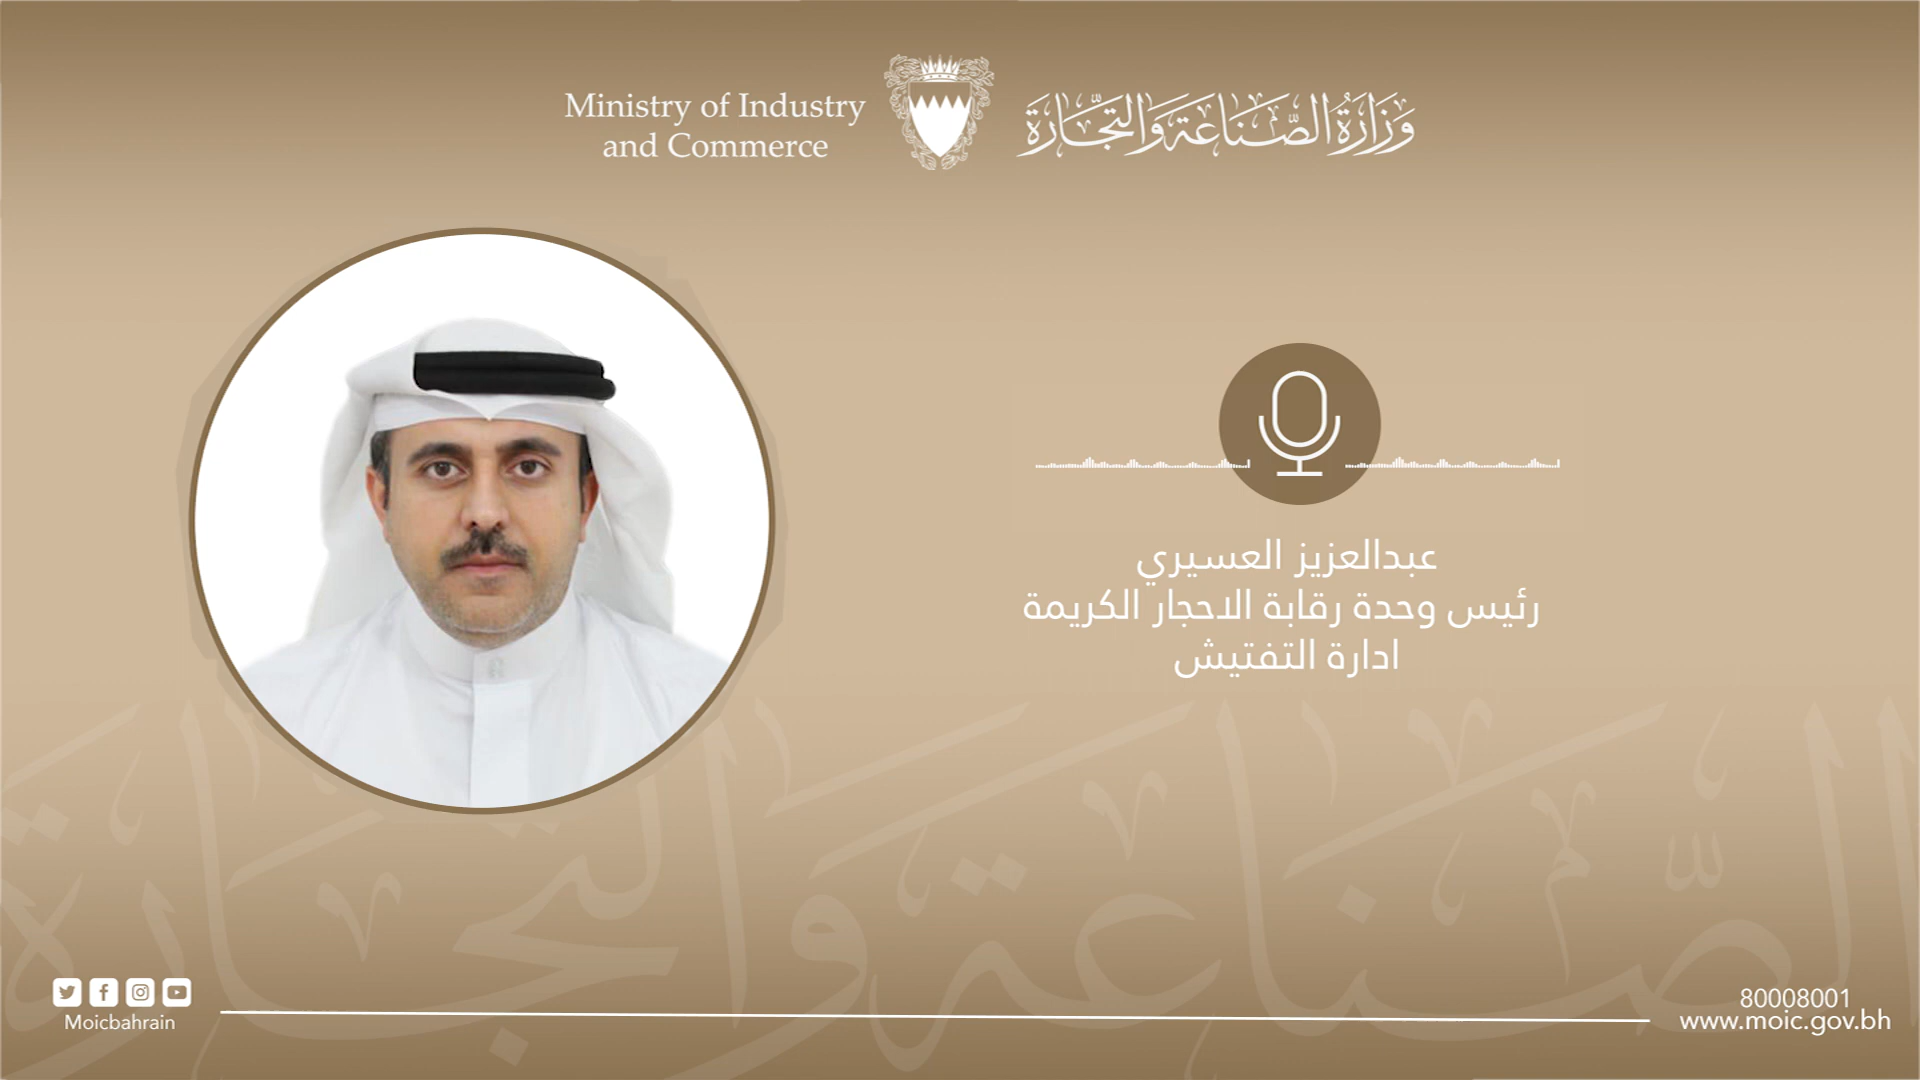 Ministry of Industry
and Commerce
وزارة الصناعة والتجارة
عبدالعزيز العسيري
رئيس وحدة رقابة الاحجار الكريمة
ادارة التفتيش
Moicbahrain
80008001
www.moic.gov.bh